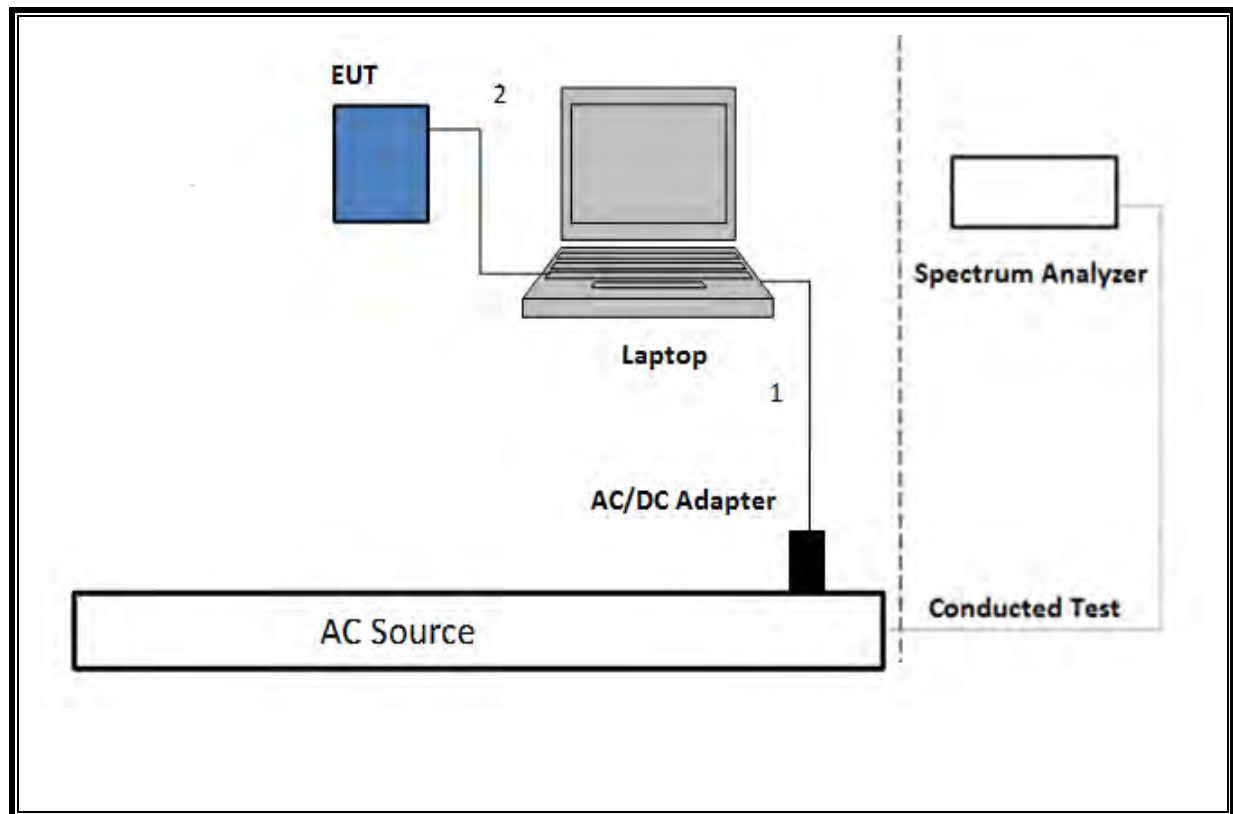 EUT
2
Spectrum Analyzer
Laptop
1
AC/DC Adapter
Conducted Test
AC Source